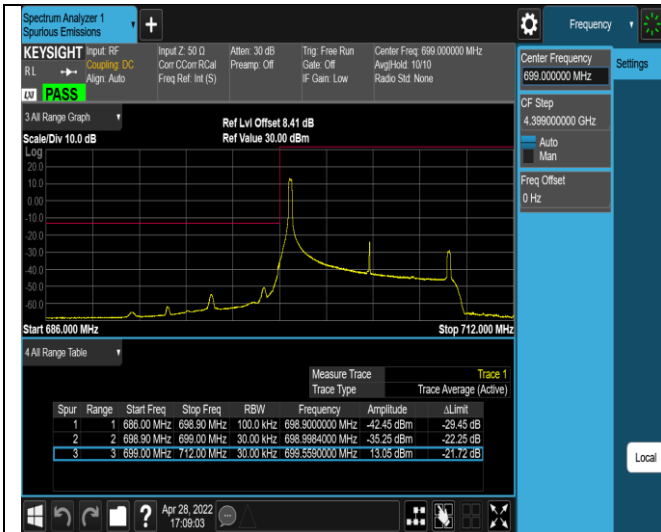 Spectrum Analyzer 1
Spurious Emissions
Frequency
KEYSIGHT
Input: RF
Coupling: DC
Align: Auto
Input Z: 50 Ω
Corr CCorr RCal
Freq Ref: Int (S)
Atten: 30 dB
Preamp: Off
Trig: Free Run
Gate: Off
IF Gain: Low
Center Freq: 699.000000 MHz
Avg|Hold: 10/10
Radio Std: None
R L
LXI
PASS
Center Frequency
699.000000 MHz
Settings
CF Step
4.399000000 GHz
Auto
Man
Freq Offset
0 Hz
3 All Range Graph
Scale/Div 10.0 dB
Ref Lvl Offset 8.41 dB
Ref Value 30.00 dBm
Log
20.0
10.0
0.00
-10.0
-20.0
-30.0
-40.0
-50.0
-60.0
Start 686.000 MHz
Stop 712.000 MHz
4 All Range Table
Measure Trace Trace 1
Trace Type Trace Average (Active)
Spur Range Start Freq Stop Freq RBW Frequency Amplitude ΔLimit
1 1 686.00 MHz 698.90 MHz 100.0 kHz 698.9000000 MHz -42.45 dBm -29.45 dB
2 2 698.90 MHz 699.00 MHz 30.00 kHz 698.9984000 MHz -35.25 dBm -22.25 dB
3 3 699.00 MHz 712.00 MHz 30.00 kHz 699.5590000 MHz 13.05 dBm -21.72 dB
Local
?
Apr 28, 2022
17:09:03